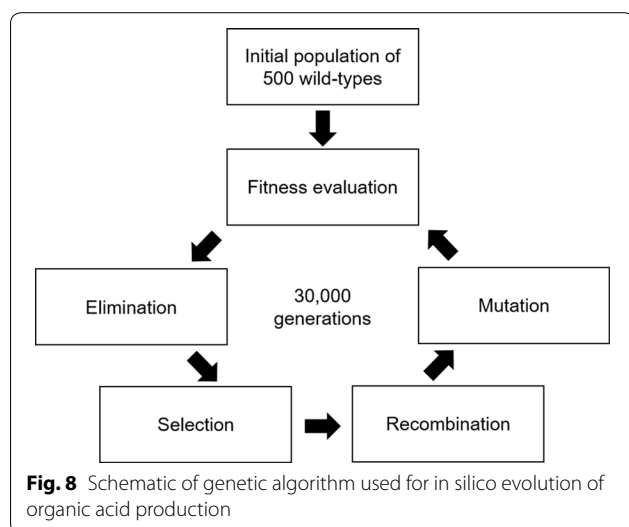 Initial population of
500 wild-types
Fitness evaluation
Elimination
30,000
generations
Mutation
Selection
Recombination
Fig. 8 Schematic of genetic algorithm used for in silico evolution of
organic acid production